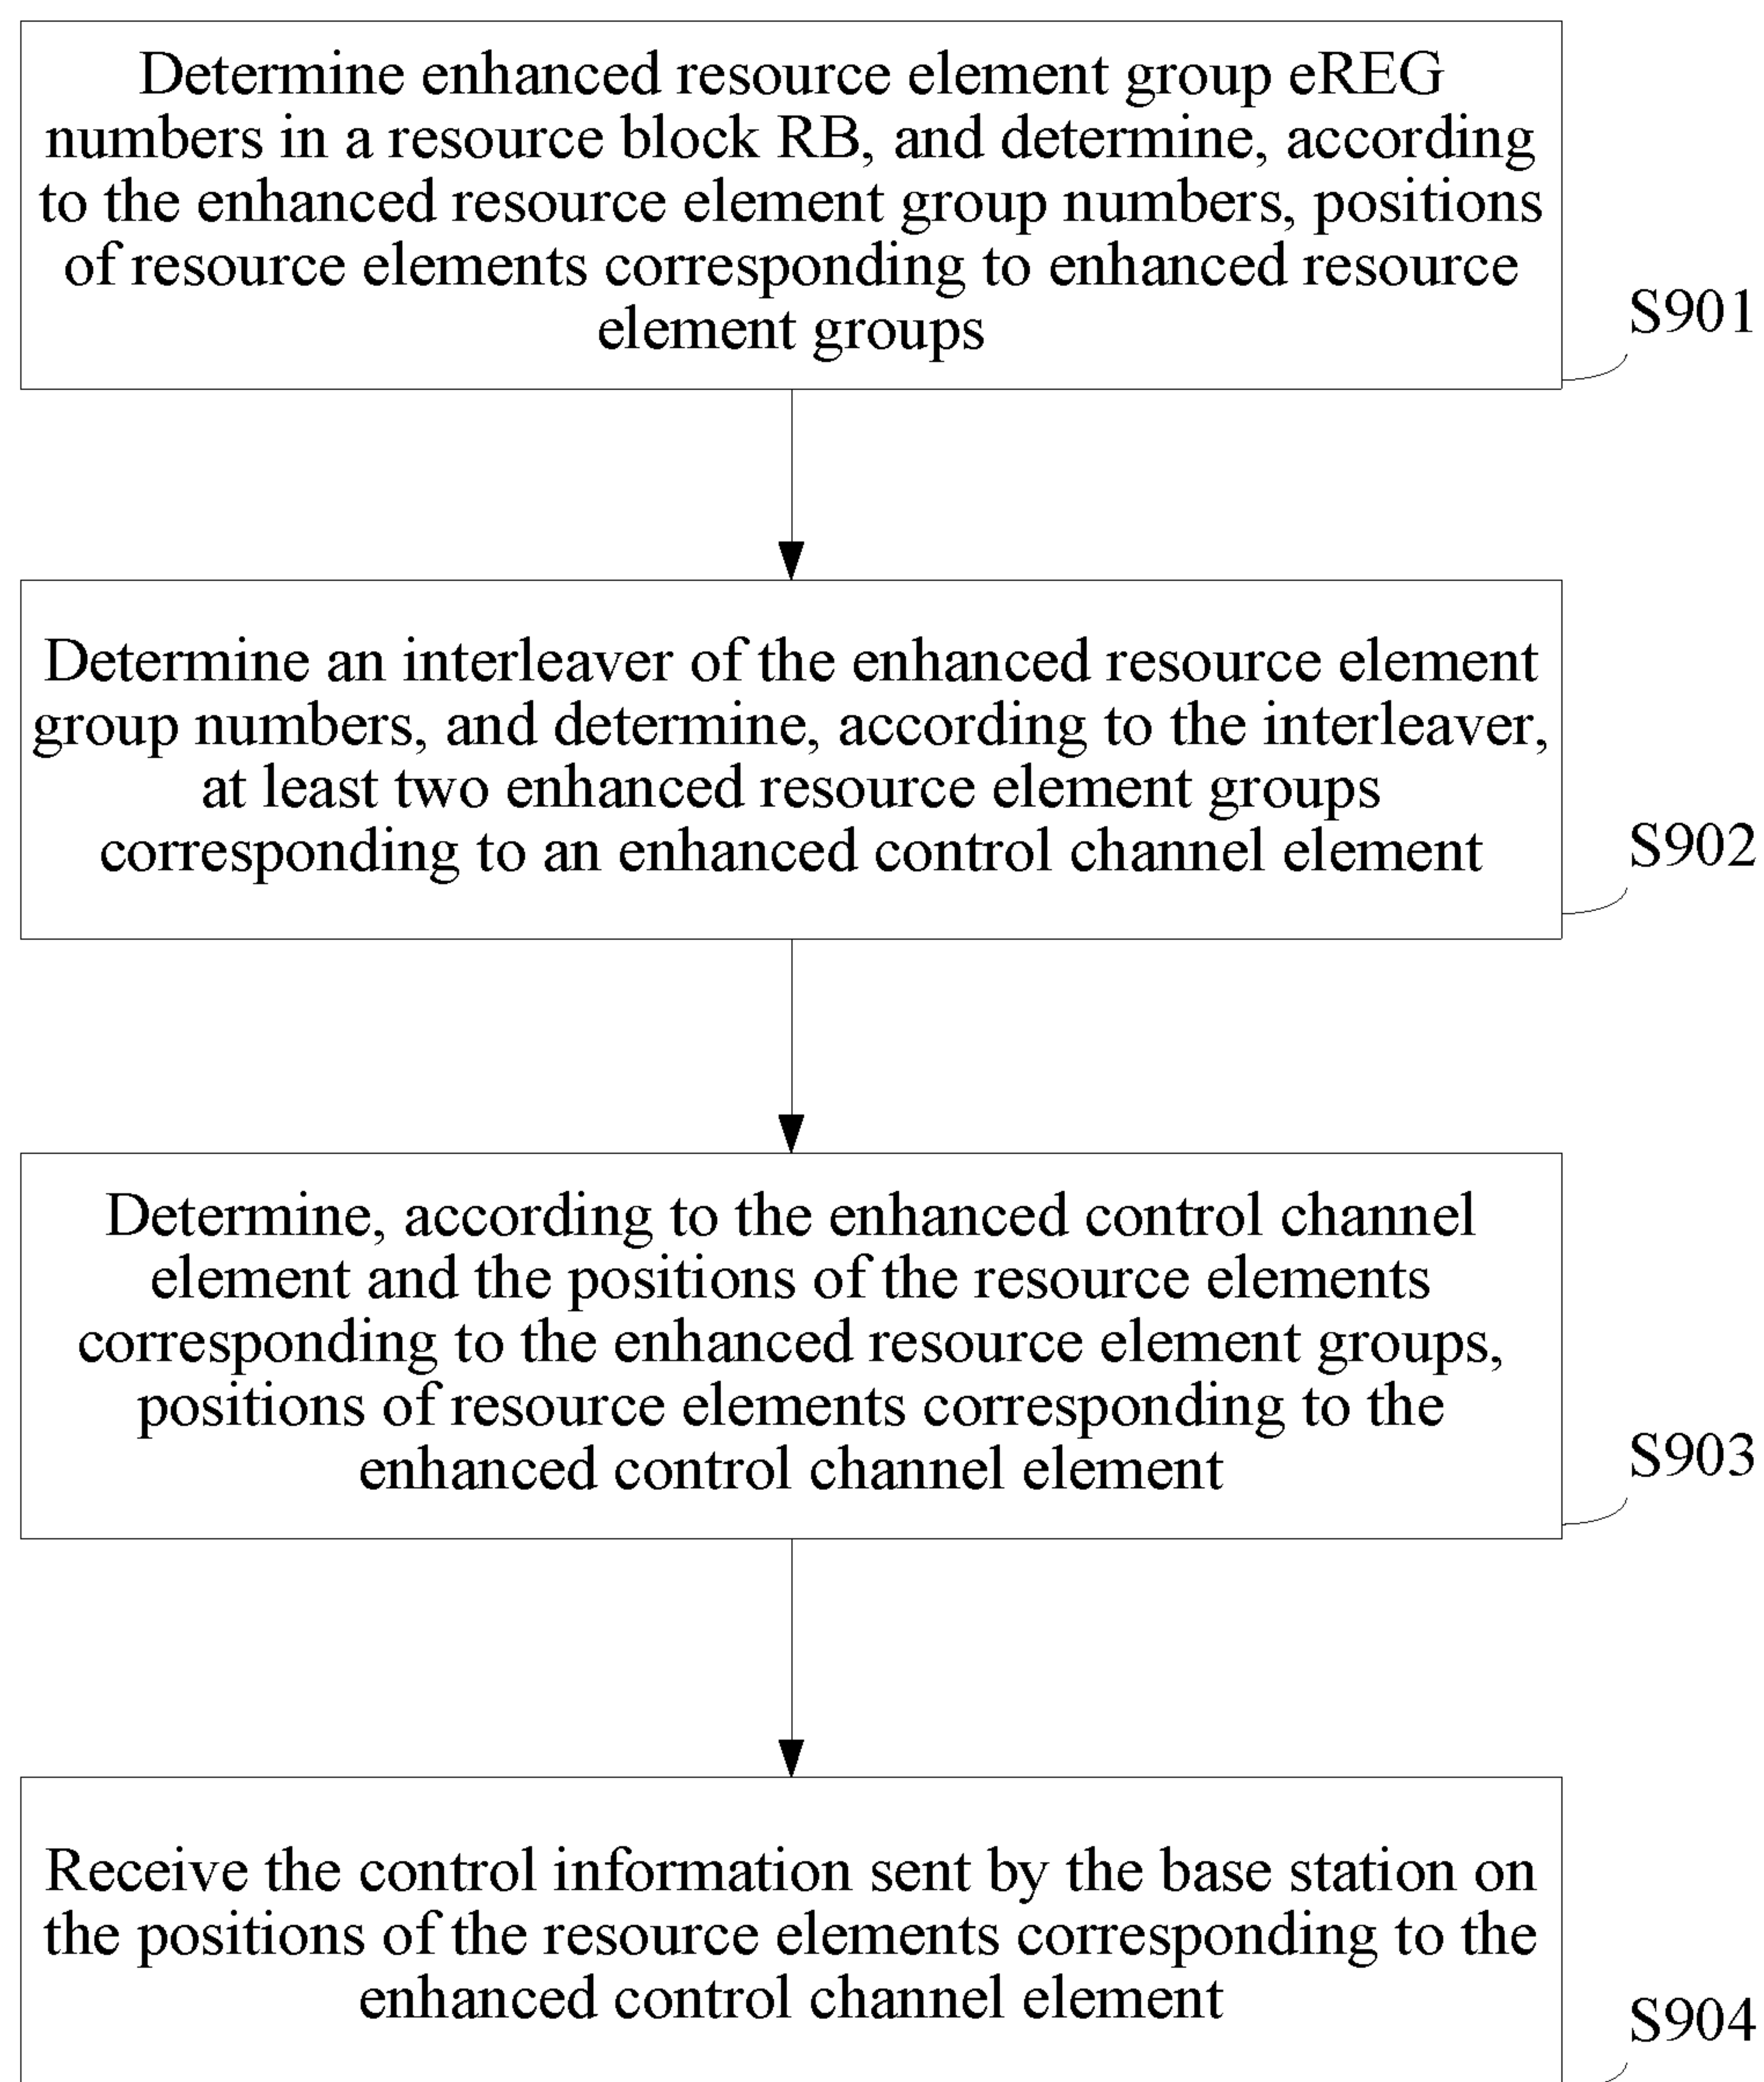 Determine enhanced resource element group eREG
numbers in a resource block RB, and determine, according
to the enhanced resource element group numbers, positions
of resource elements corresponding to enhanced resource
element groups
S901
Determine an interleaver of the enhanced resource element
group numbers, and determine, according to the interleaver,
at least two enhanced resource element groups
corresponding to an enhanced control channel element
S902
Determine, according to the enhanced control channel
element and the positions of the resource elements
corresponding to the enhanced resource element groups,
positions of resource elements corresponding to the
enhanced control channel element
S903
Receive the control information sent by the base station on
the positions of the resource elements corresponding to the
enhanced control channel element
S904